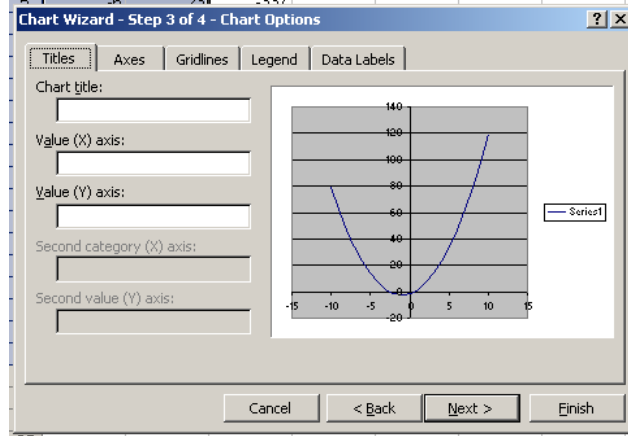 Chart Wizard - Step 3 of 4 - Chart Options
Titles Axes Gridlines Legend Data Labels
Chart title:
Value (X) axis:
Value (Y) axis:
Second category (X) axis:
Second value (Y) axis:
140
120
100
80
60
40
20
0
-20
-15 -10 -5 0 5 10 15
Series1
Cancel < Back Next > Finish